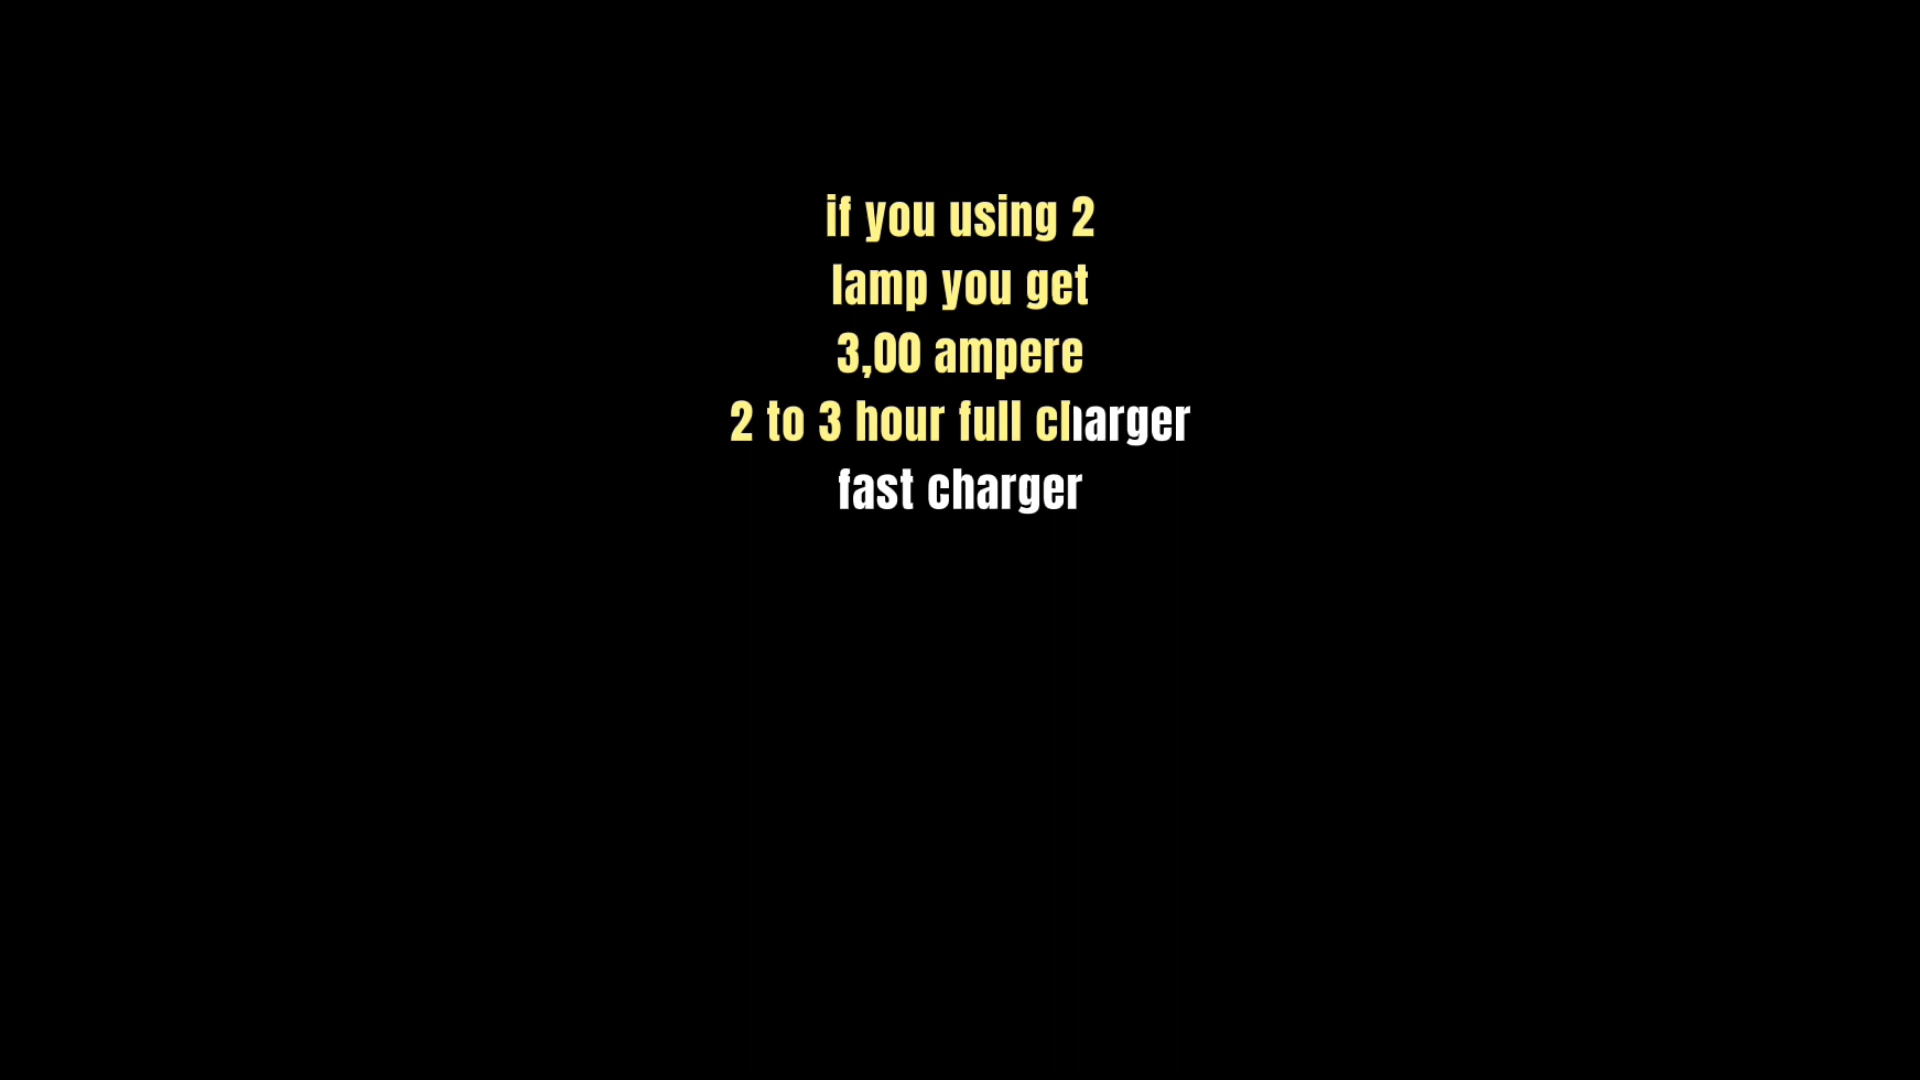 if you using 2
lamp you get
3,00 ampere
2 to 3 hour full charger
fast charger